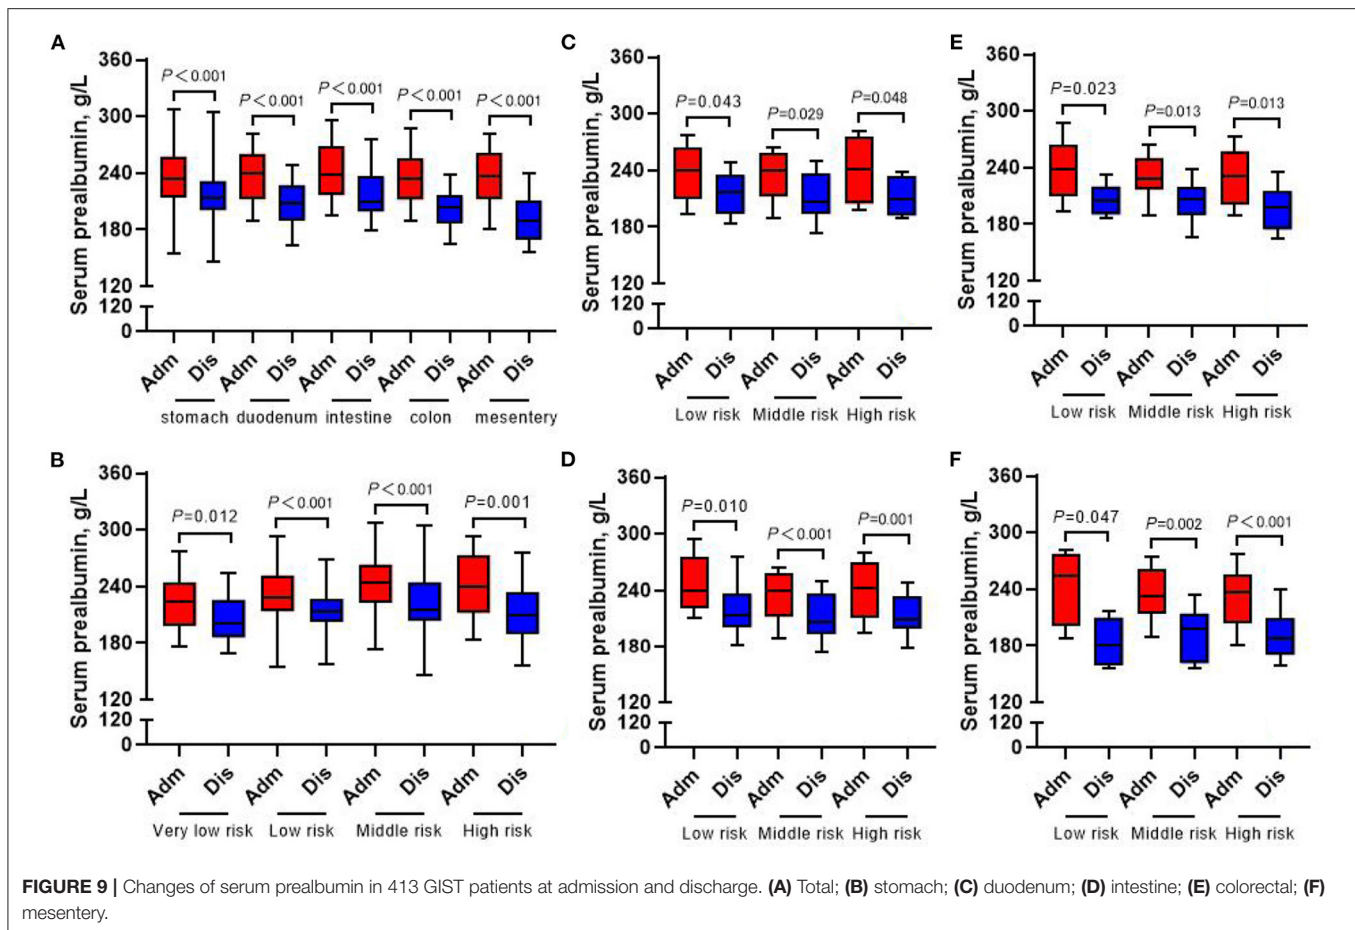 A
Serum prealbumin, g/L
360
300
240
180
120
120
0
P<0.001
P<0.001
P<0.001
P<0.001
P<0.001
Adm Dis Adm Dis Adm Dis Adm Dis Adm Dis
stomach duodenum intestine colon mesentery
B
Serum prealbumin, g/L
360
300
240
180
120
120
0
P=0.012
P<0.001
P<0.001
P=0.001
Adm Dis Adm Dis Adm Dis Adm Dis
Very low risk Low risk Middle risk High risk
C
Serum prealbumin, g/L
360
300
240
180
120
120
0
P=0.043
P=0.029
P=0.048
Adm Dis Adm Dis Adm Dis
Low risk Middle risk High risk
D
Serum prealbumin, g/L
360
300
240
180
120
120
0
P=0.010
P<0.001
P=0.001
Adm Dis Adm Dis Adm Dis
Low risk Middle risk High risk
E
Serum prealbumin, g/L
360
300
240
180
120
120
0
P=0.023
P=0.013
P=0.013
Adm Dis Adm Dis Adm Dis
Low risk Middle risk High risk
F
Serum prealbumin, g/L
360
300
240
180
120
120
0
P=0.047
P=0.002
P<0.001
Adm Dis Adm Dis Adm Dis
Low risk Middle risk High risk
FIGURE 9 | Changes of serum prealbumin in 413 GIST patients at admission and discharge. (A) Total; (B) stomach; (C) duodenum; (D) intestine; (E) colorectal; (F)
mesentery.